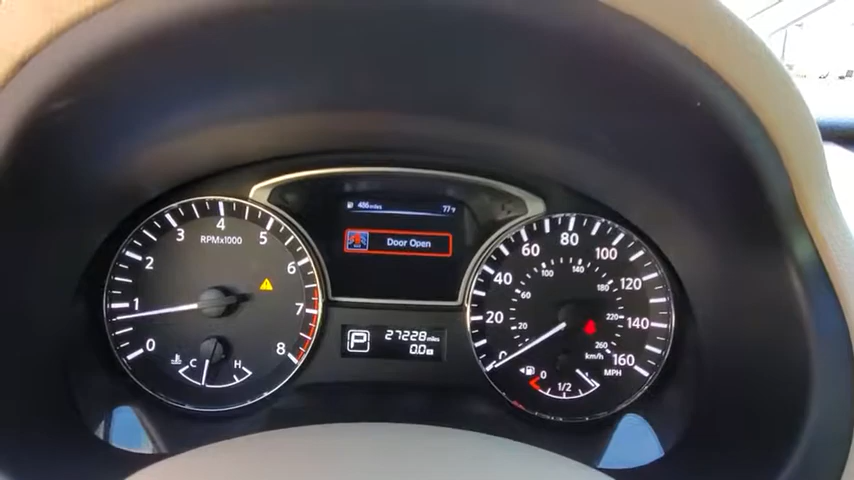 486 miles 77°F
Door Open
RPMx1000
0 1 2 3 4 5 6 7 8
C H
P 27228 miles
0.0
0 20 40 60 80 100 120 140 160
MPH
20 60 100 140 180 220 260
km/h
0 1/2